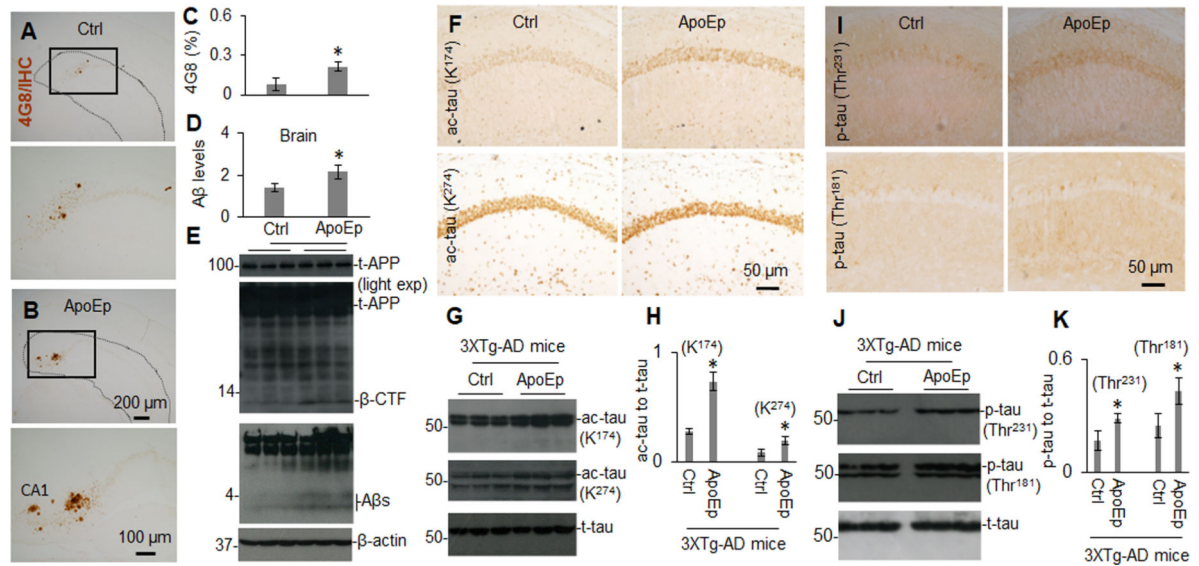 A
Ctrl
4G8/IHC
B
ApoEp
200 µm
CA1
100 µm
C
0.6
0.3
0
4G8 (%)
*
D
Brain
4
2
0
Aβ levels
*
Ctrl
ApoEp
E
100-
-t-APP
(light exp)
-t-APP
14-
-β-CTF
4-
-Aβs
37-
-β-actin
F
Ctrl
ApoEp
ac-tau (K174)
ac-tau (K274)
50 µm
G
3XTg-AD mice
Ctrl
ApoEp
50-
-ac-tau
(K174)
50-
-ac-tau
(K274)
50-
-t-tau
H
1
0
ac-tau to t-tau
(K174)
*
(K274)
*
Ctrl
ApoEp
Ctrl
ApoEp
3XTg-AD mice
I
Ctrl
ApoEp
p-tau (Thr231)
p-tau (Thr181)
50 µm
J
3XTg-AD mice
Ctrl
ApoEp
50-
-p-tau
(Thr231)
50-
-p-tau
(Thr181)
50-
-t-tau
K
0.6
0
p-tau to t-tau
(Thr231)
*
(Thr181)
*
Ctrl
ApoEp
Ctrl
ApoEp
3XTg-AD mice